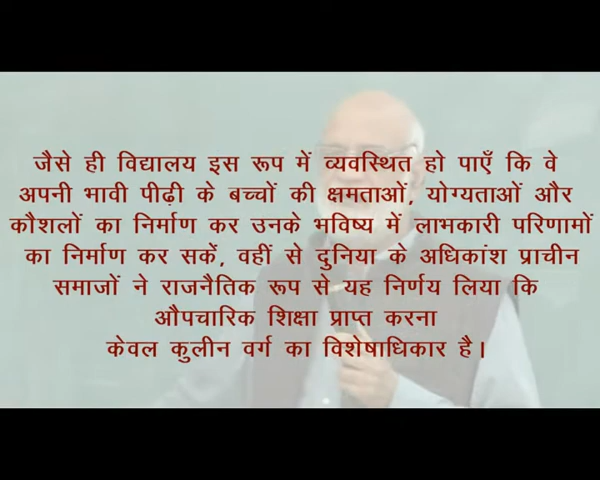 जैसे ही विद्यालय इस रूप में व्यवस्थित हो पाएँ कि वे
अपनी भावी पीढ़ी के बच्चों की क्षमताओं, योग्यताओं और
कौशलों का निर्माण कर उनके भविष्य में लाभकारी परिणामों
का निर्माण कर सकें, वहीं से दुनिया के अधिकांश प्राचीन
समाजों ने राजनैतिक रूप से यह निर्णय लिया कि
औपचारिक शिक्षा प्राप्त करना
केवल कुलीन वर्ग का विशेषाधिकार है।